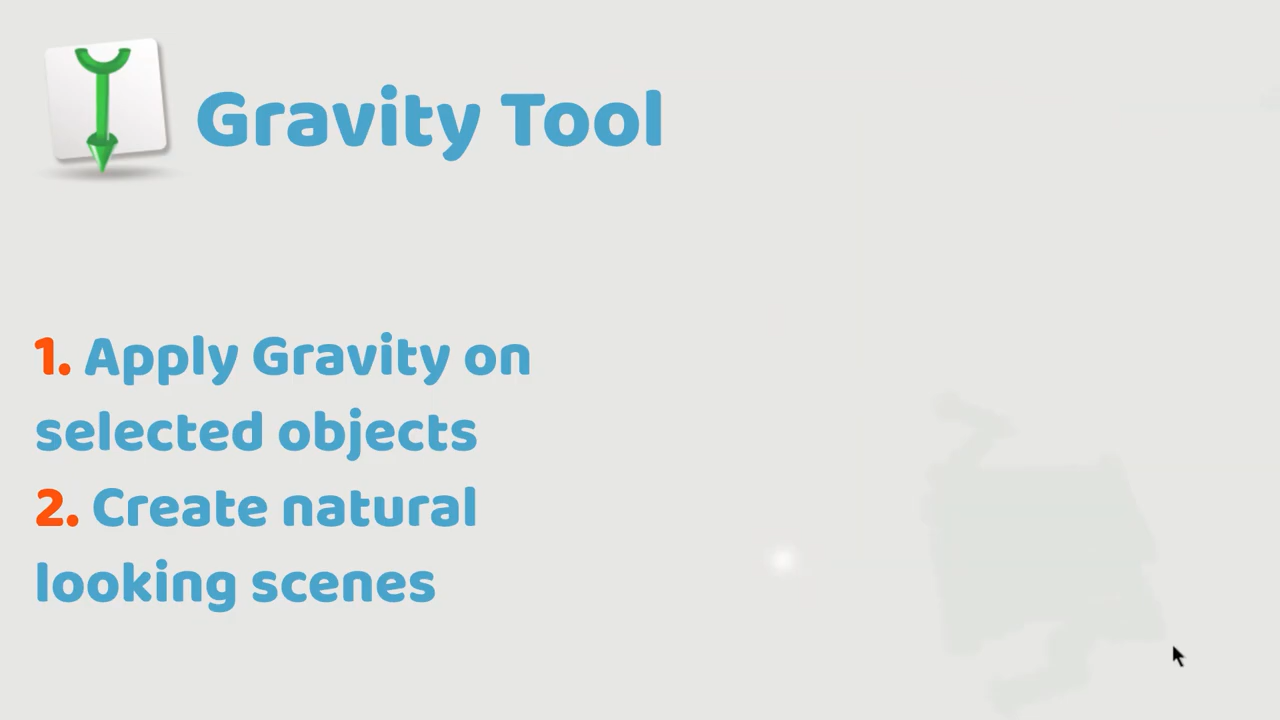 Gravity Tool
1. Apply Gravity on
selected objects
2. Create natural
looking scenes